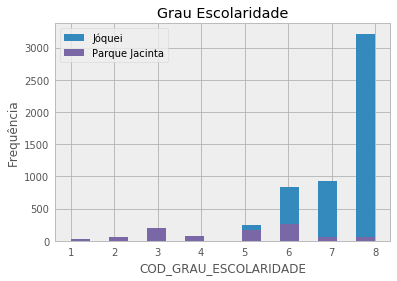 Grau Escolaridade
Jóquei
Parque Jacinta
Frequência
3000
2500
2000
1500
1000
500
0
1 2 3 4 5 6 7 8
COD_GRAU_ESCOLARIDADE